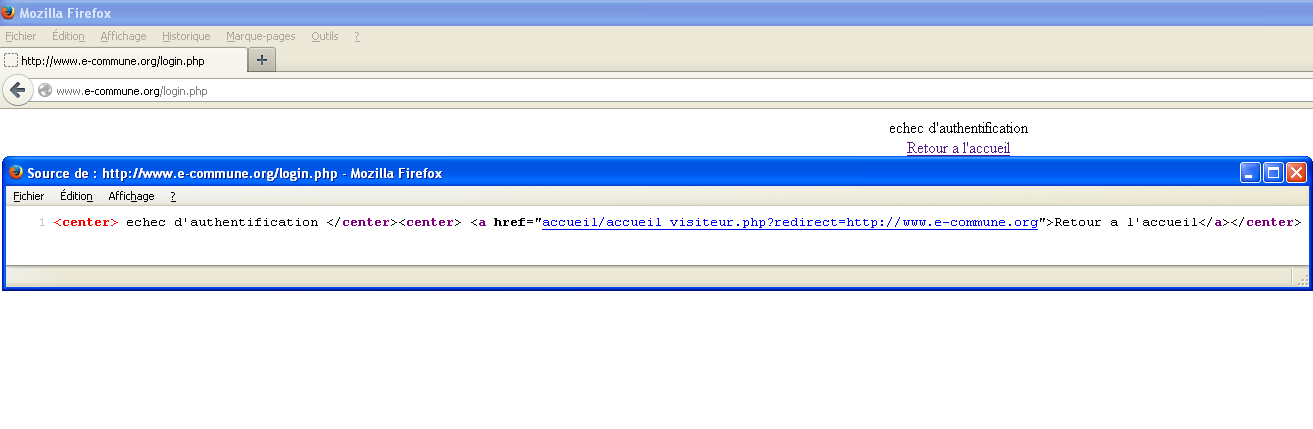 Mozilla Firefox
Fichier Édition Affichage Historique Marque-pages Outils ?
http://www.e-commune.org/login.php +
www.e-commune.org/login.php
echec d'authentification
Retour a l'accueil
Source de : http://www.e-commune.org/login.php - Mozilla Firefox
Fichier Édition Affichage ?
1 <center> echec d'authentification </center><center> <a href="accueil/accueil_visiteur.php?redirect=http://www.e-commune.org">Retour a l'accueil</a></center>